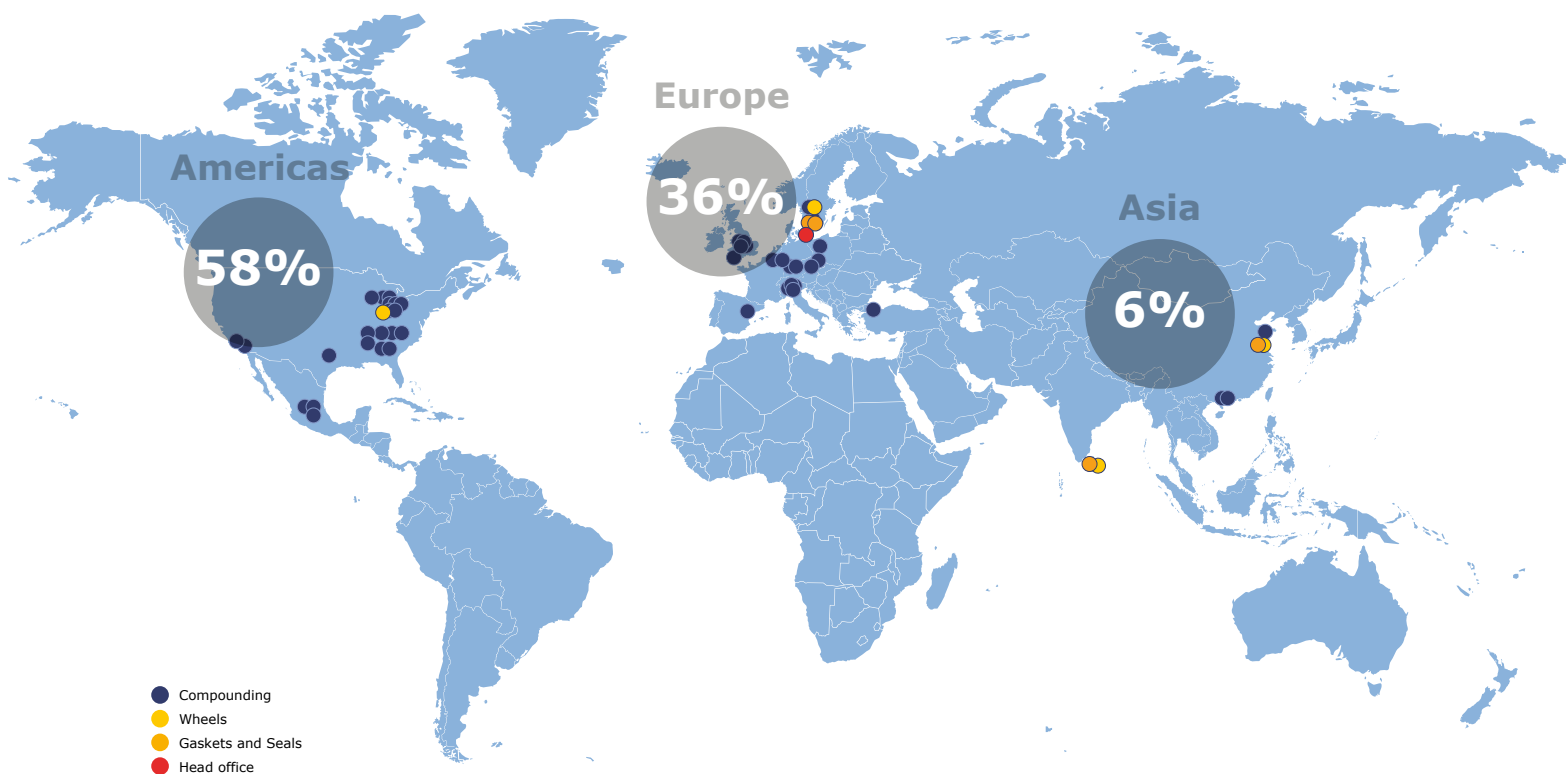 Europe
36%
Americas
58%
Asia
6%
Compounding
Wheels
Gaskets and Seals
Head office